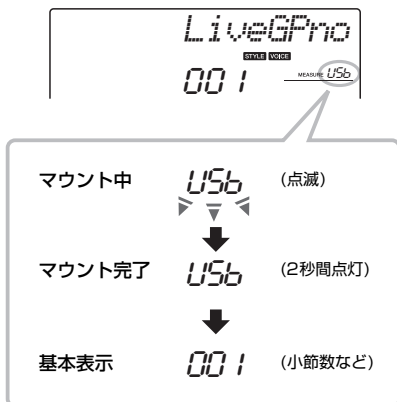 LiveGPno
STYLE VOICE
001 MEASURE USb
マウント中 USb (点滅)
マウント完了 USb (2秒間点灯)
基本表示 001 (小節数など)